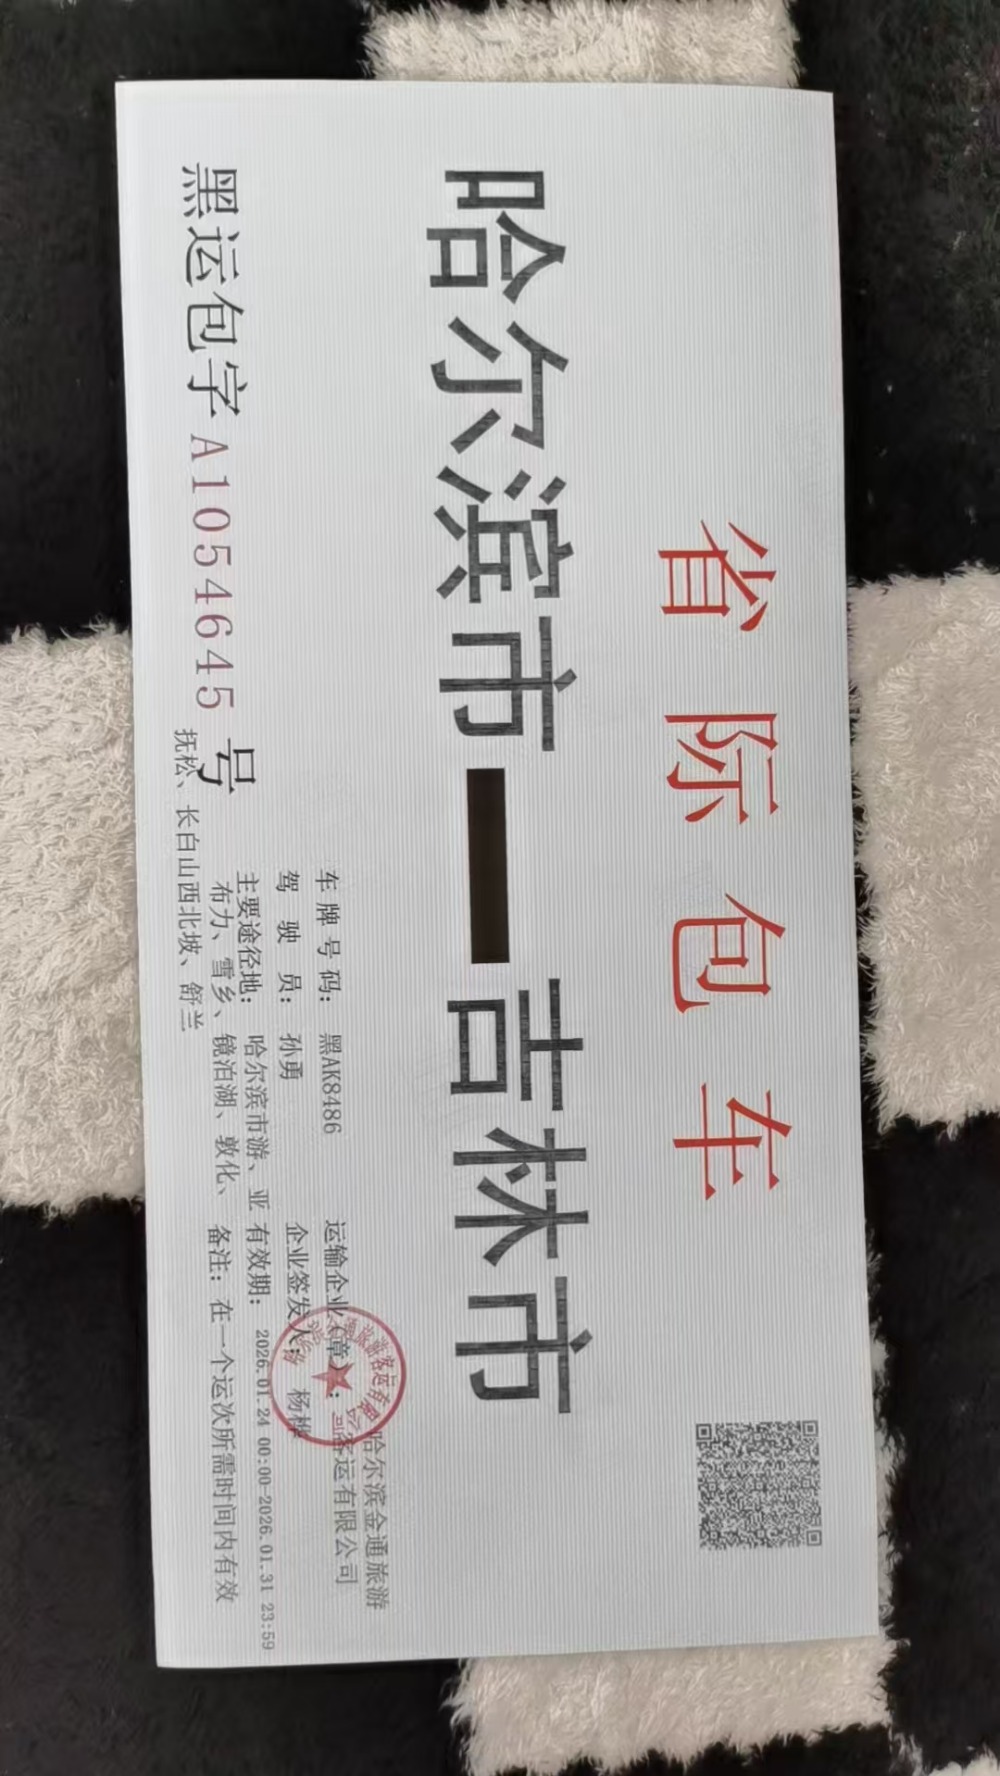 省际包车
哈尔滨市━吉林市
黑运包字A1054645号
车牌号码：黑AK8486
驾驶员：孙勇
主要途径地：哈尔滨市游、亚
布力、雪乡、镜泊湖、敦化、
抚松、长白山西北坡、舒兰
运输企业（章）：哈尔滨金通旅游
客运有限公司
企业签发人：杨
有效期：2026.01.24 00:00-2026.01.31 23:59
备注：在一个运次所需时间内有效